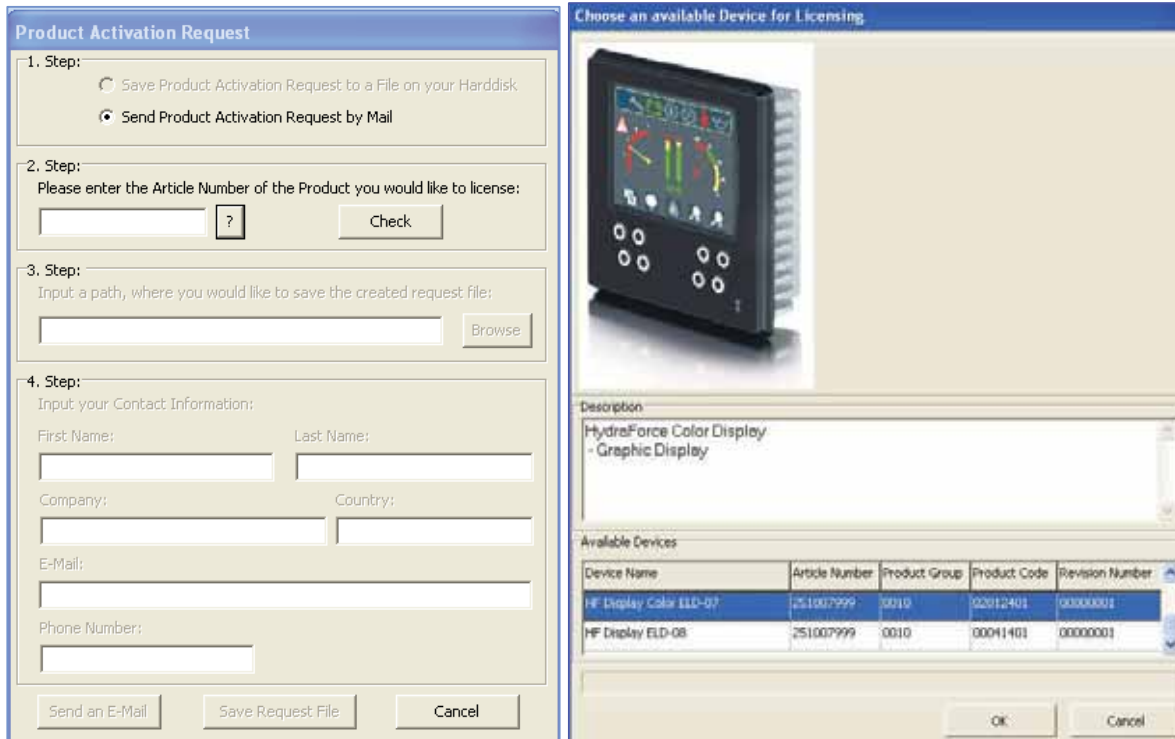 Product Activation Request
1. Step:
Save Product Activation Request to a File on your Harddisk
Send Product Activation Request by Mail
2. Step:
Please enter the Article Number of the Product you would like to license:
?
Check
3. Step:
Input a path, where you would like to save the created request file:
Browse
4. Step:
Input your Contact Information:
First Name: Last Name:
Company: Country:
E-Mail:
Phone Number:
Send an E-Mail Save Request File Cancel
Choose an available Device for Licensing
Description
HydraForce Color Display
- Graphic Display
Available Devices
Device Name Article Number Product Group Product Code Revision Number
HF Display Color ELD-07 251007999 0010 02012401 00000001
HF Display ELD-08 251007999 0010 00041401 00000001
OK Cancel